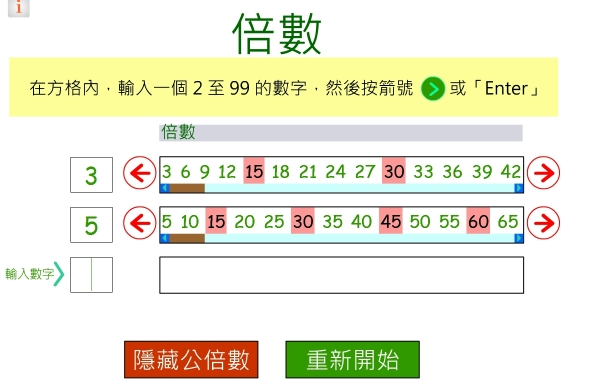 i
倍數
在方格內，輸入一個 2 至 99 的數字，然後按箭號 或「Enter」
倍數
3 3 6 9 12 15 18 21 24 27 30 33 36 39 42
5 5 10 15 20 25 30 35 40 45 50 55 60 65
輸入數字
隱藏公倍數 重新開始